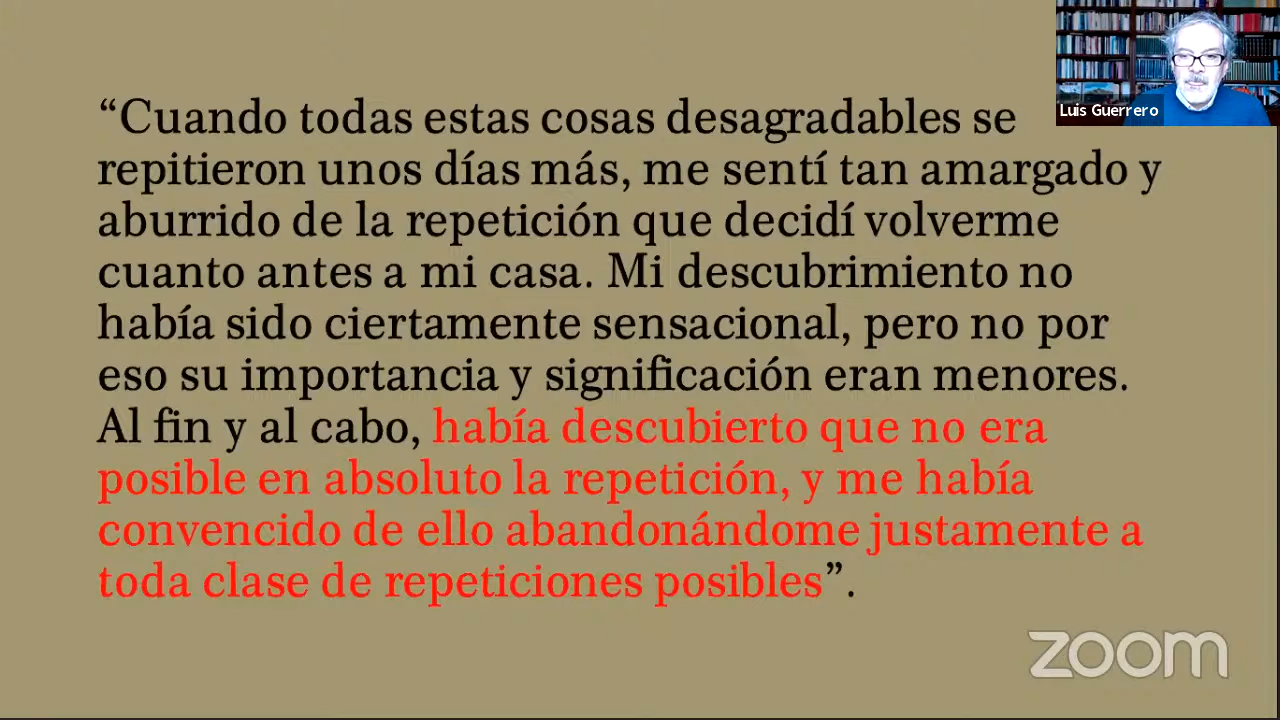 “Cuando todas estas cosas desagradables se
repitieron unos días más, me sentí tan amargado y
aburrido de la repetición que decidí volverme
cuanto antes a mi casa. Mi descubrimiento no
había sido ciertamente sensacional, pero no por
eso su importancia y significación eran menores.
Al fin y al cabo, había descubierto que no era
posible en absoluto la repetición, y me había
convencido de ello abandonándome justamente a
toda clase de repeticiones posibles”.
Luis Guerrero
zoom